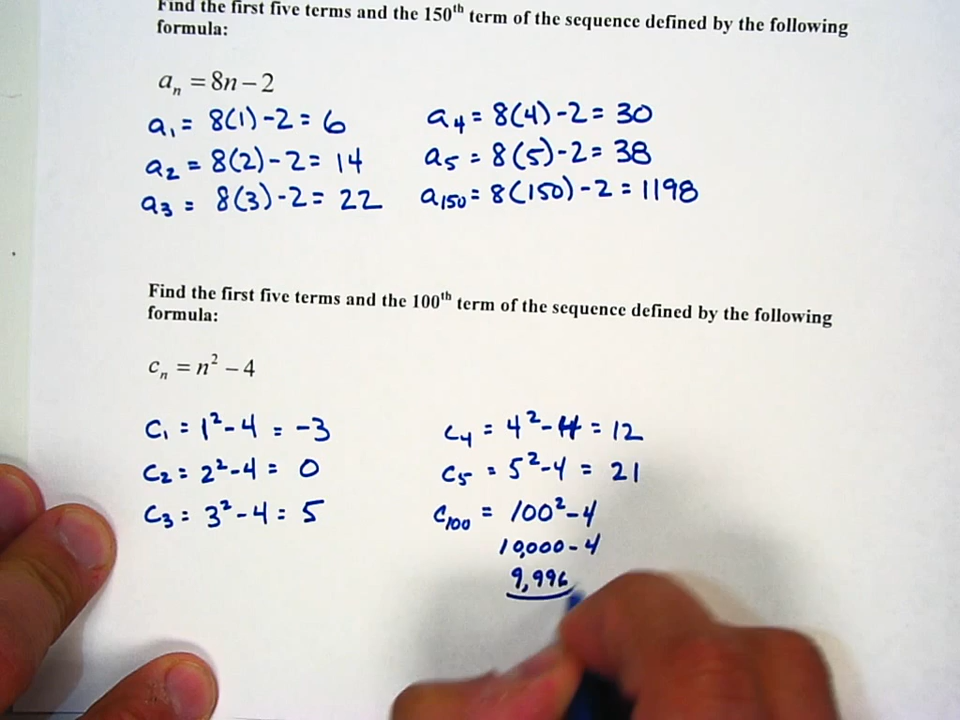 Find the first five terms and the 150th term of the sequence defined by the following
formula:
aₙ = 8n – 2
a₁ = 8(1) - 2 = 6
a₂ = 8(2) - 2 = 14
a₃ = 8(3) - 2 = 22
a₄ = 8(4) - 2 = 30
a₅ = 8(5) - 2 = 38
a₁₅₀ = 8(150) - 2 = 1198
Find the first five terms and the 100th term of the sequence defined by the following
formula:
cₙ = n² – 4
c₁ = 1² - 4 = -3
c₂ = 2² - 4 = 0
c₃ = 3² - 4 = 5
c₄ = 4² - 4 = 12
c₅ = 5² - 4 = 21
c₁₀₀ = 100² - 4
10,000 - 4
9,996